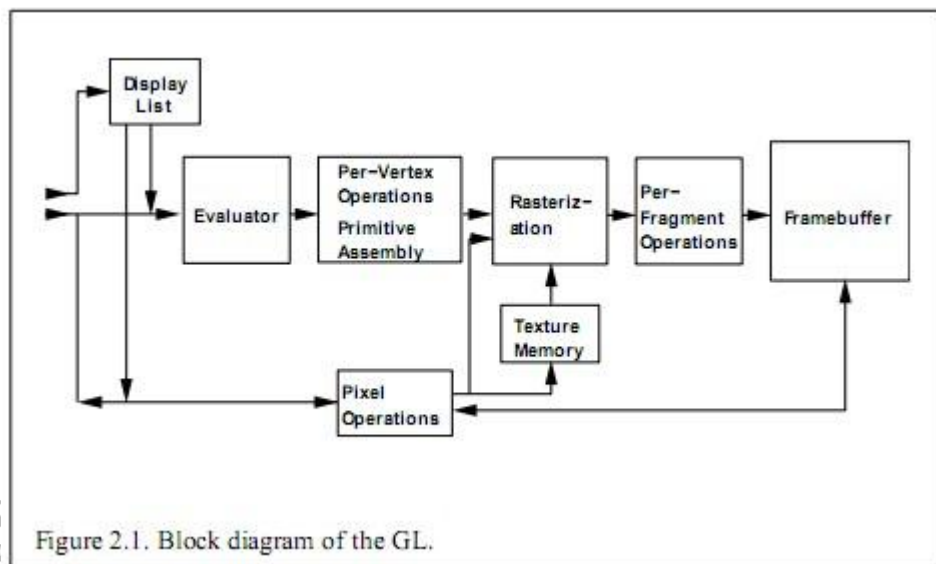 Display
List
Evaluator
Per-Vertex
Operations
Primitive
Assembly
Rasteriz-
ation
Per-
Fragment
Operations
Framebuffer
Texture
Memory
Pixel
Operations
Figure 2.1. Block diagram of the GL.